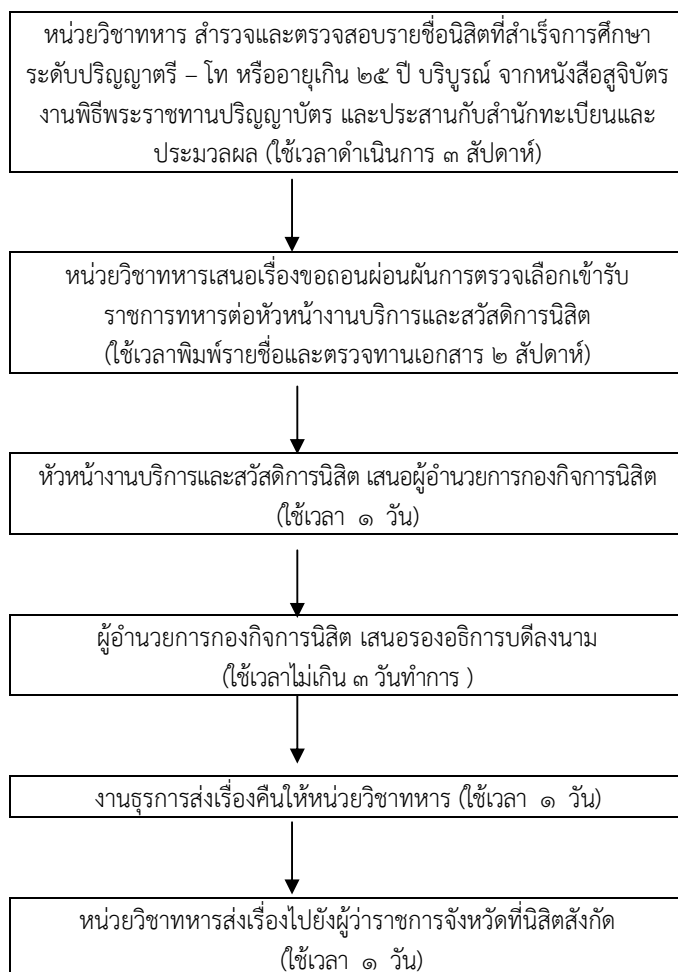 หน่วยวิชาทหาร สำรวจและตรวจสอบรายชื่อนิสิตที่สำเร็จการศึกษา
ระดับปริญญาตรี – โท หรืออายุเกิน ๒๕ ปี บริบูรณ์ จากหนังสือสูจิบัตร
งานพิธีพระราชทานปริญญาบัตร และประสานกับสำนักทะเบียนและ
ประมวลผล (ใช้เวลาดำเนินการ ๓ สัปดาห์)
หน่วยวิชาทหารเสนอเรื่องขอถอนผ่อนผันการตรวจเลือกเข้ารับ
ราชการทหารต่อหัวหน้างานบริการและสวัสดิการนิสิต
(ใช้เวลาพิมพ์รายชื่อและตรวจทานเอกสาร ๒ สัปดาห์)
หัวหน้างานบริการและสวัสดิการนิสิต เสนอผู้อำนวยการกองกิจการนิสิต
(ใช้เวลา ๑ วัน)
ผู้อำนวยการกองกิจการนิสิต เสนอรองอธิการบดีลงนาม
(ใช้เวลาไม่เกิน ๓ วันทำการ )
งานธุรการส่งเรื่องคืนให้หน่วยวิชาทหาร (ใช้เวลา ๑ วัน)
หน่วยวิชาทหารส่งเรื่องไปยังผู้ว่าราชการจังหวัดที่นิสิตสังกัด
(ใช้เวลา ๑ วัน)